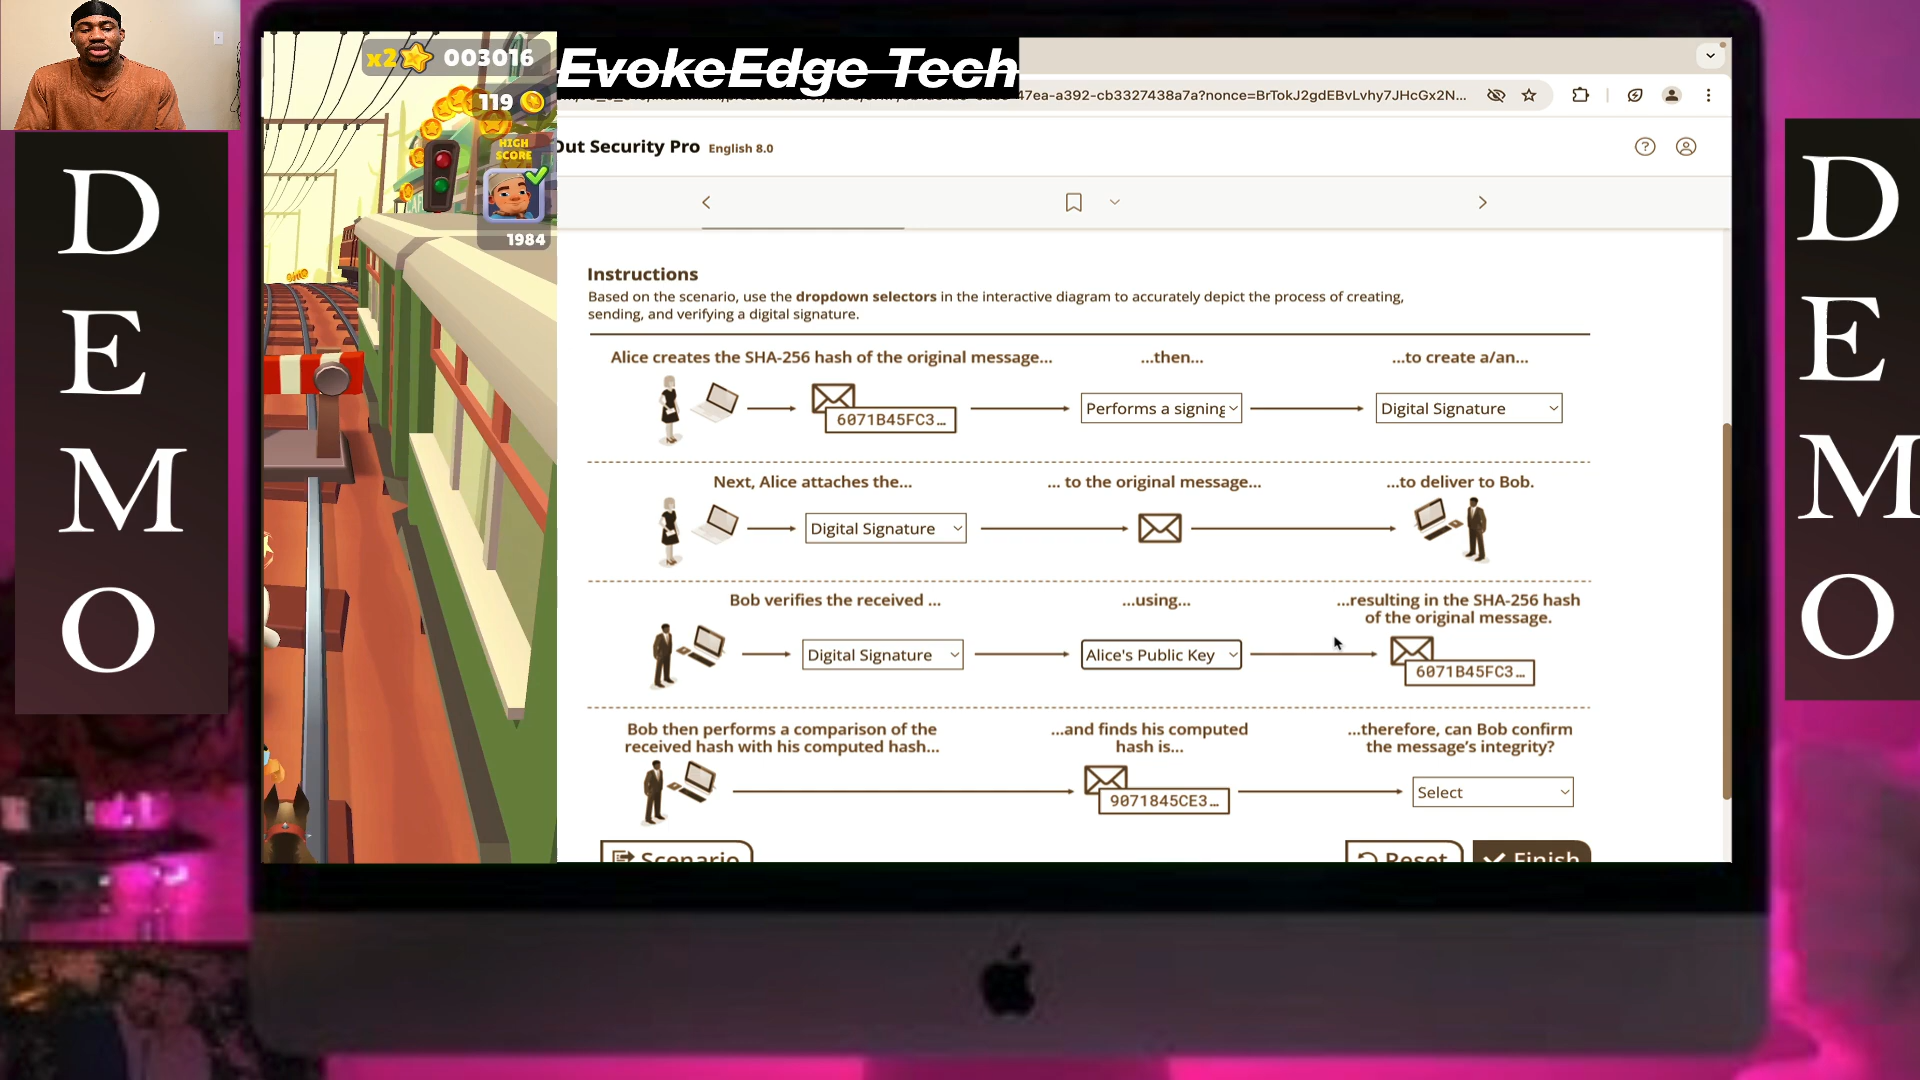 DEMO
x2 003016
119
HIGH
SCORE
1984
EvokeEdge Tech
47ea-a392-cb3327438a7a?nonce=BrTokJ2gdEBvLvhy7JHcGx2N...
Out Security Pro English 8.0
Instructions
Based on the scenario, use the dropdown selectors in the interactive diagram to accurately depict the process of creating,
sending, and verifying a digital signature.
Alice creates the SHA-256 hash of the original message... ...then... ...to create a/an...
6071B45FC3... Performs a signing Digital Signature
Next, Alice attaches the... ... to the original message... ...to deliver to Bob.
Digital Signature
Bob verifies the received ... ...using... ...resulting in the SHA-256 hash
of the original message.
Digital Signature Alice's Public Key 6071B45FC3...
Bob then performs a comparison of the ...and finds his computed ...therefore, can Bob confirm
received hash with his computed hash... hash is... the message's integrity?
9071845CE3... Select
Scenario Reset Finish
DEMO